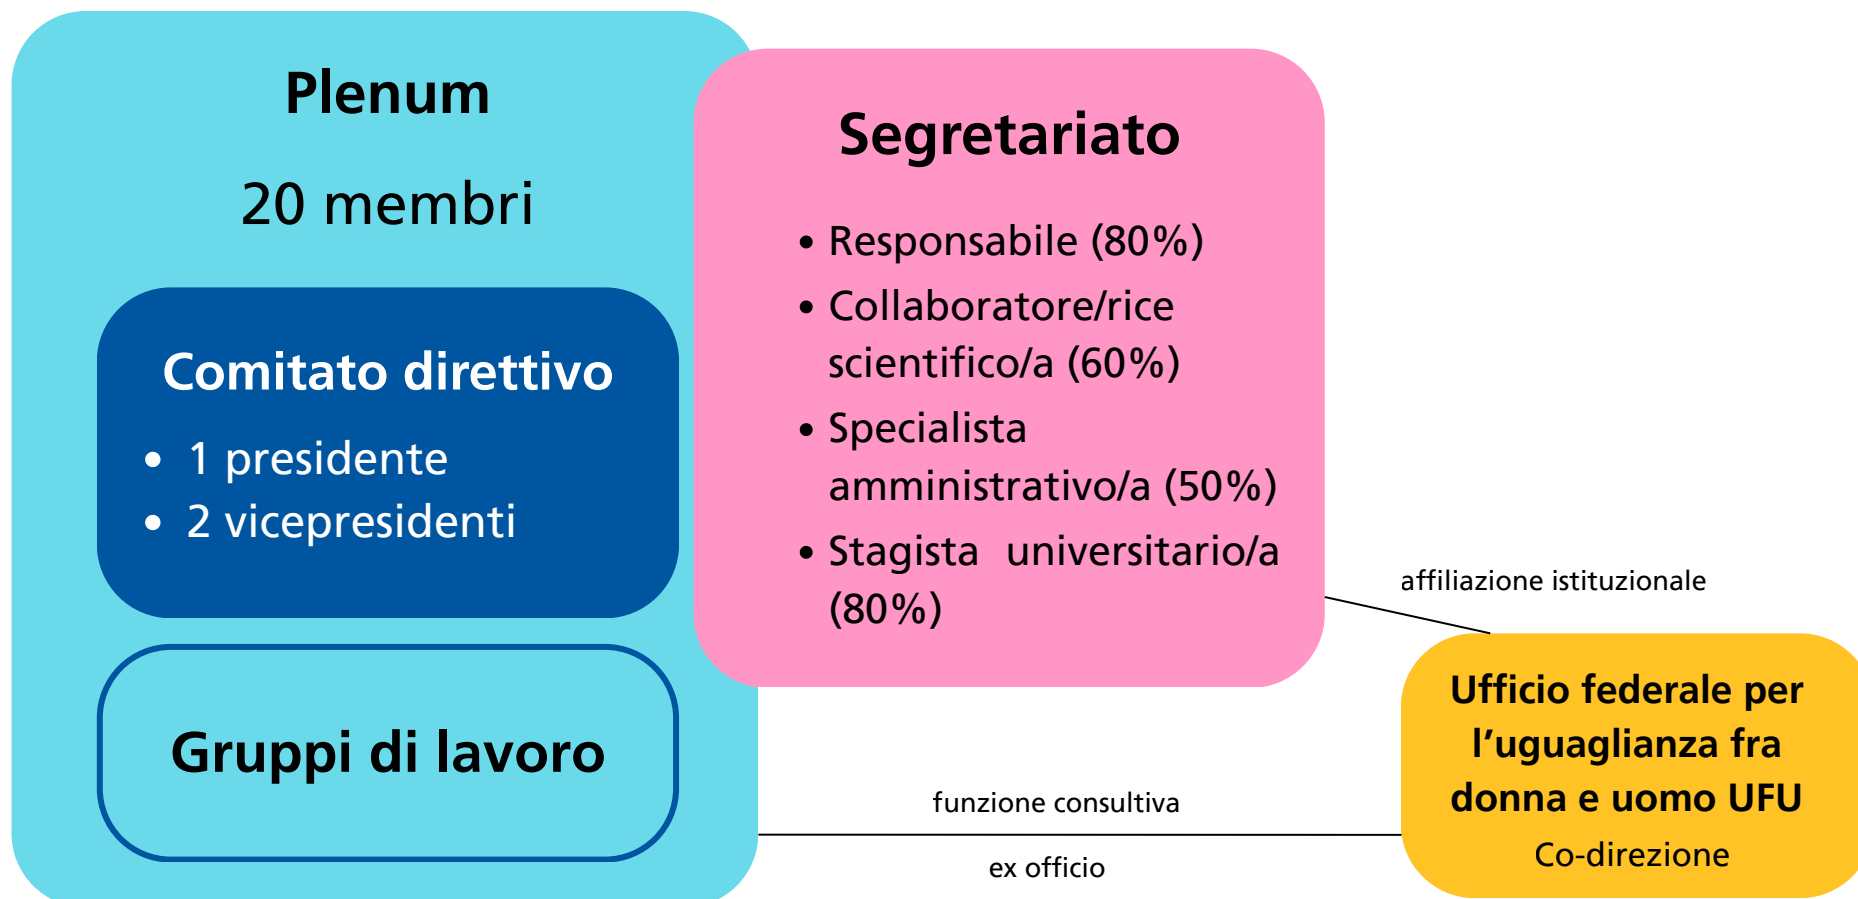 Plenum
20 membri
Comitato direttivo
• 1 presidente
• 2 vicepresidenti
Gruppi di lavoro
Segretariato
• Responsabile (80%)
• Collaboratore/rice
scientifico/a (60%)
• Specialista
amministrativo/a (50%)
• Stagista universitario/a
(80%)
affiliazione istituzionale
funzione consultiva
ex officio
Ufficio federale per
l’uguaglianza fra
donna e uomo UFU
Co-direzione